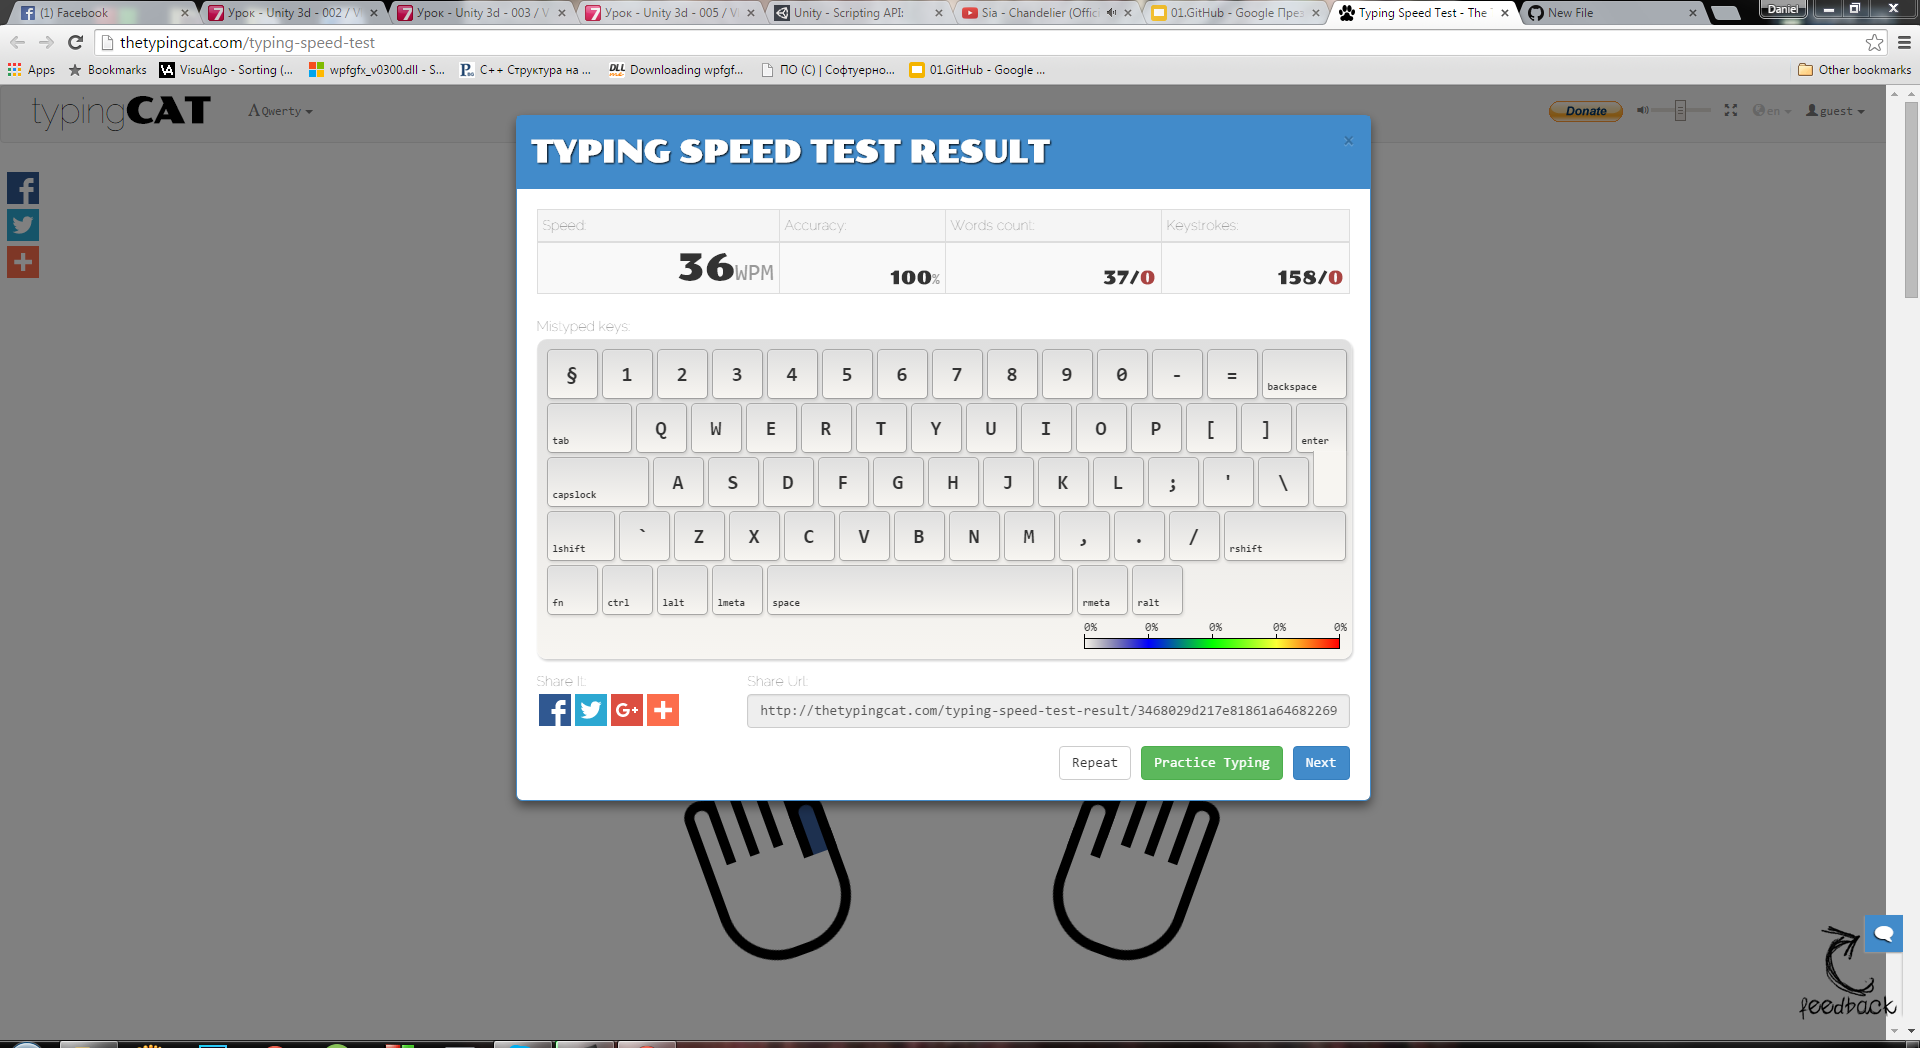 (1) Facebook
Урок - Unity 3d - 002 / V
Урок - Unity 3d - 003 / V
Урок - Unity 3d - 005 / V
Unity - Scripting API:
Sia - Chandelier (Offic
01.GitHub - Google През
Typing Speed Test - The T
New File
Daniel
thetypingcat.com/typing-speed-test
Apps
Bookmarks
VisuAlgo - Sorting (...
wpfgfx_v0300.dll - S...
C++ Структура на ...
Downloading wpfgf...
ПО (C) | Софтуерно...
01.GitHub - Google ...
Other bookmarks
typingCAT
AQwerty
Donate
en
guest
TYPING SPEED TEST RESULT
×
Speed:
Accuracy:
Words count:
Keystrokes:
36WPM
100%
37/0
158/0
Mistyped keys:
§ 1 2 3 4 5 6 7 8 9 0 - = backspace
tab Q W E R T Y U I O P [ ] enter
capslock A S D F G H J K L ; ' \
lshift ` Z X C V B N M , . / rshift
fn ctrl lalt lmeta space rmeta ralt
0% 0% 0% 0% 0%
Share It:
Share Url:
G+
http://thetypingcat.com/typing-speed-test-result/3468029d217e81861a64682269
Repeat
Practice Typing
Next
feedback